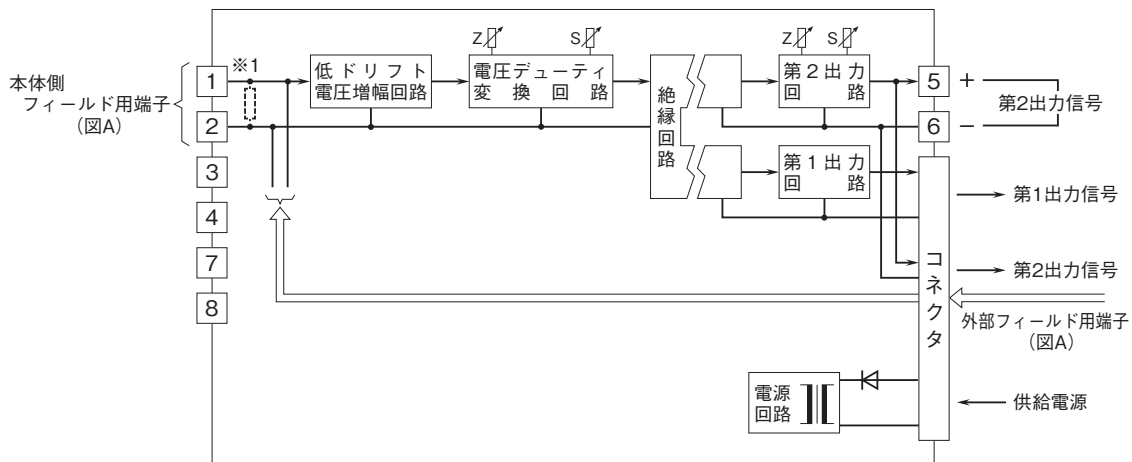 本体側
フィールド用端子
(図A)
1
2
3
4
7
8
※1
低ドリフト
電圧増幅回路
Z
S
電圧デューティ
変換回路
絶縁回路
Z
S
第2出力
回路
第1出力
回路
5
6
+
−
第2出力信号
コネクタ
第1出力信号
第2出力信号
外部フィールド用端子
(図A)
電源
回路
供給電源